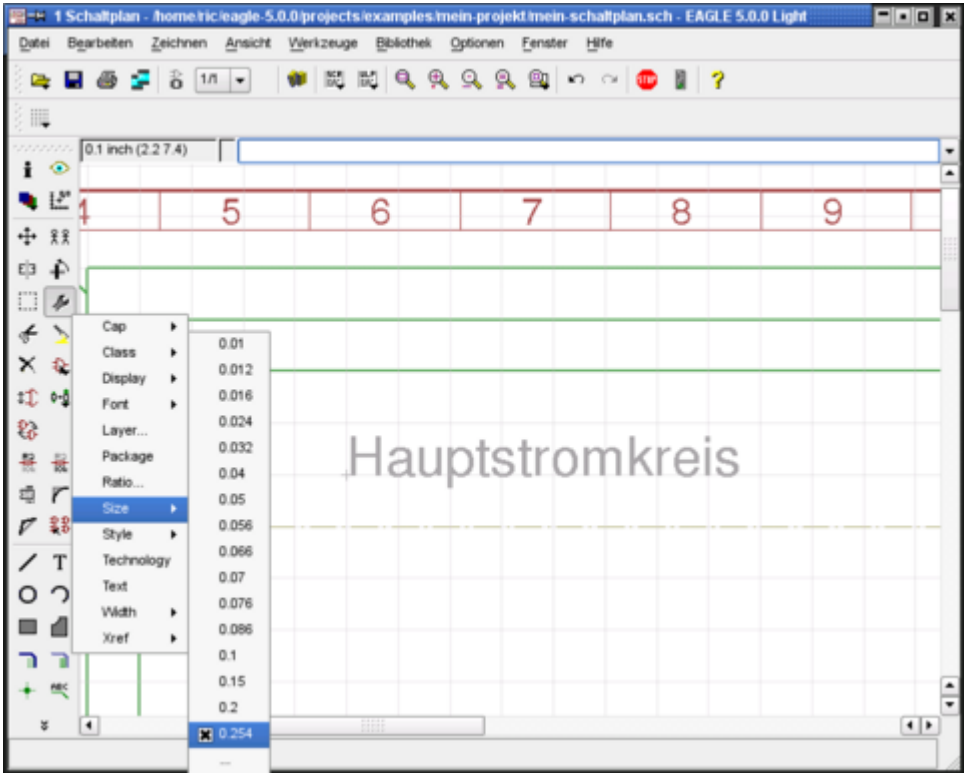 1 Schaltplan - /home/ric/eagle-5.0.0/projects/examples/mein-projekt/mein-schaltplan.sch - EAGLE 5.0.0 Light
Datei Bearbeiten Zeichnen Ansicht Werkzeuge Bibliothek Optionen Fenster Hilfe
1/1 SCR ULP STOP ?
0.1 inch (2.2 7.4)
4 5 6 7 8 9
Cap
Class
Display
Font
Layer...
Package
Ratio...
Size
Style
Technology
Text
Width
Xref
0.01
0.012
0.016
0.024
0.032
0.04
0.05
0.056
0.066
0.07
0.076
0.086
0.1
0.15
0.2
0.254
...
Hauptstromkreis
T
ABC